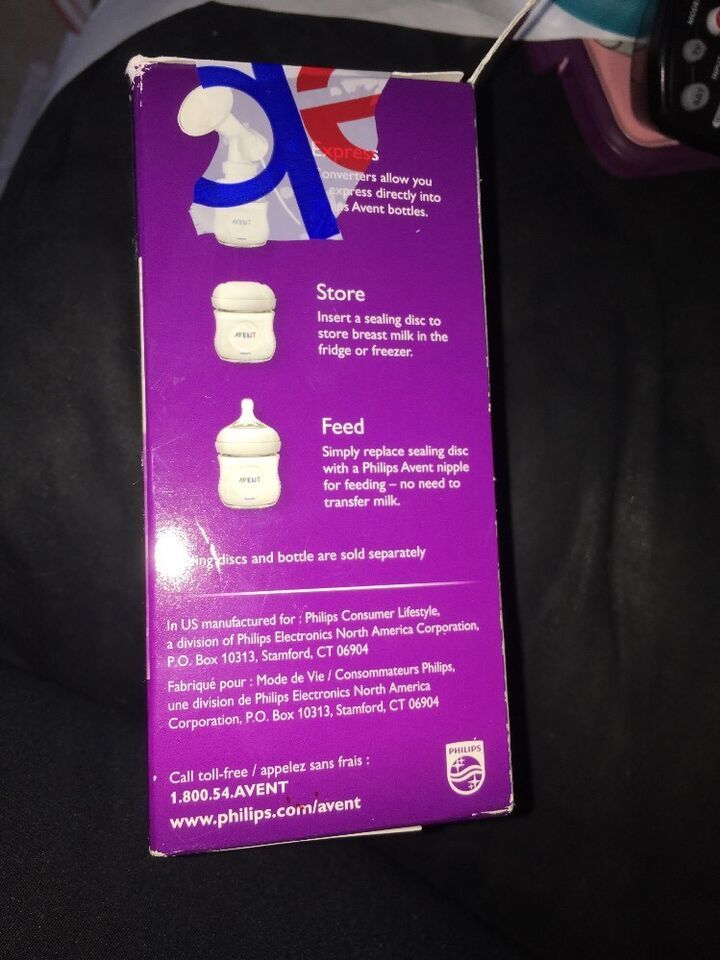 Express
onverters allow you
express directly into
s Avent bottles.
AVENT
Store
Insert a sealing disc to
store breast milk in the
fridge or freezer.
AVENT
Feed
Simply replace sealing disc
with a Philips Avent nipple
for feeding – no need to
transfer milk.
AVENT
ing discs and bottle are sold separately
In US manufactured for : Philips Consumer Lifestyle,
a division of Philips Electronics North America Corporation,
P.O. Box 10313, Stamford, CT 06904
Fabriqué pour : Mode de Vie / Consommateurs Philips,
une division de Philips Electronics North America
Corporation, P.O. Box 10313, Stamford, CT 06904
Call toll-free / appelez sans frais :
1.800.54.AVENT
www.philips.com/avent
PHILIPS